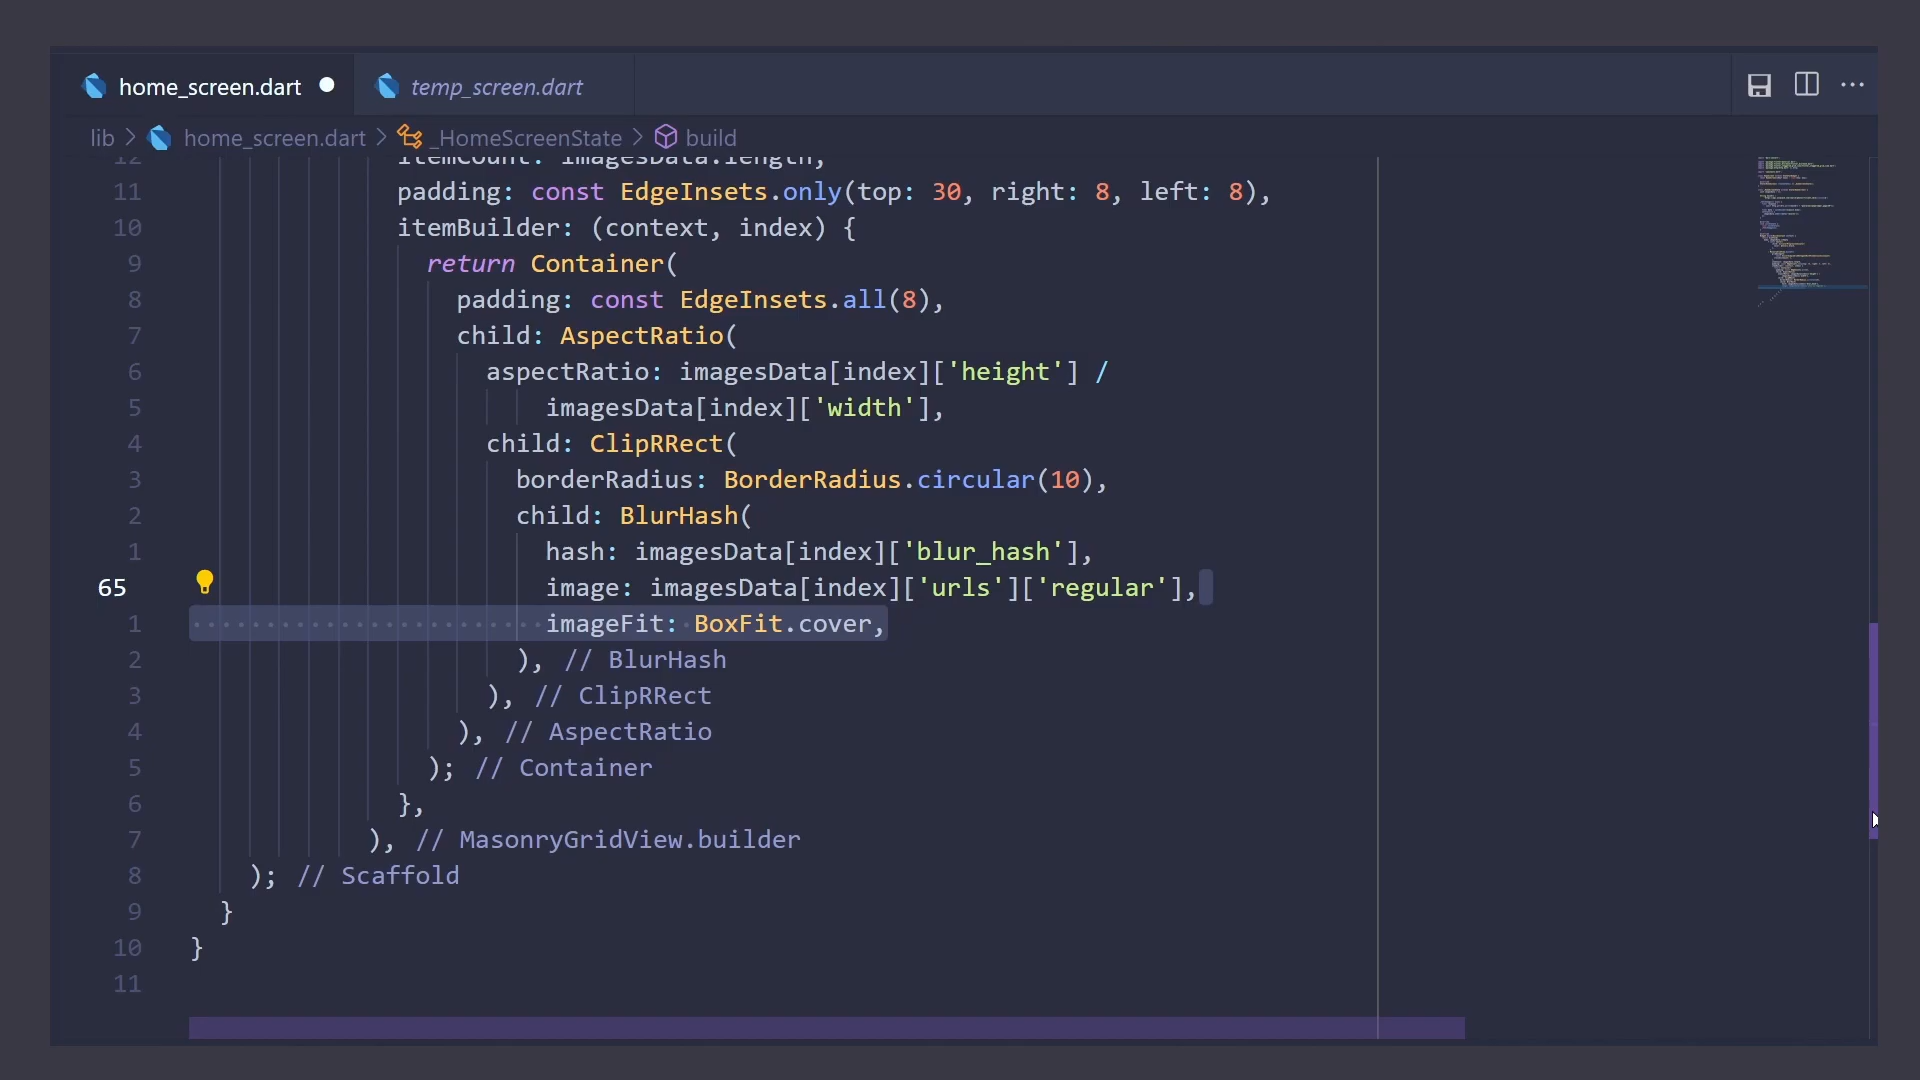 home_screen.dart
temp_screen.dart
lib > home_screen.dart > _HomeScreenState > build
12 itemCount: imagesData.length,
11 padding: const EdgeInsets.only(top: 30, right: 8, left: 8),
10 itemBuilder: (context, index) {
9 return Container(
8 padding: const EdgeInsets.all(8),
7 child: AspectRatio(
6 aspectRatio: imagesData[index]['height'] /
5 imagesData[index]['width'],
4 child: ClipRRect(
3 borderRadius: BorderRadius.circular(10),
2 child: BlurHash(
1 hash: imagesData[index]['blur_hash'],
65 image: imagesData[index]['urls']['regular'],
1 imageFit: BoxFit.cover,
2 ), // BlurHash
3 ), // ClipRRect
4 ), // AspectRatio
5 ); // Container
6 },
7 ), // MasonryGridView.builder
8 ); // Scaffold
9 }
10 }
11